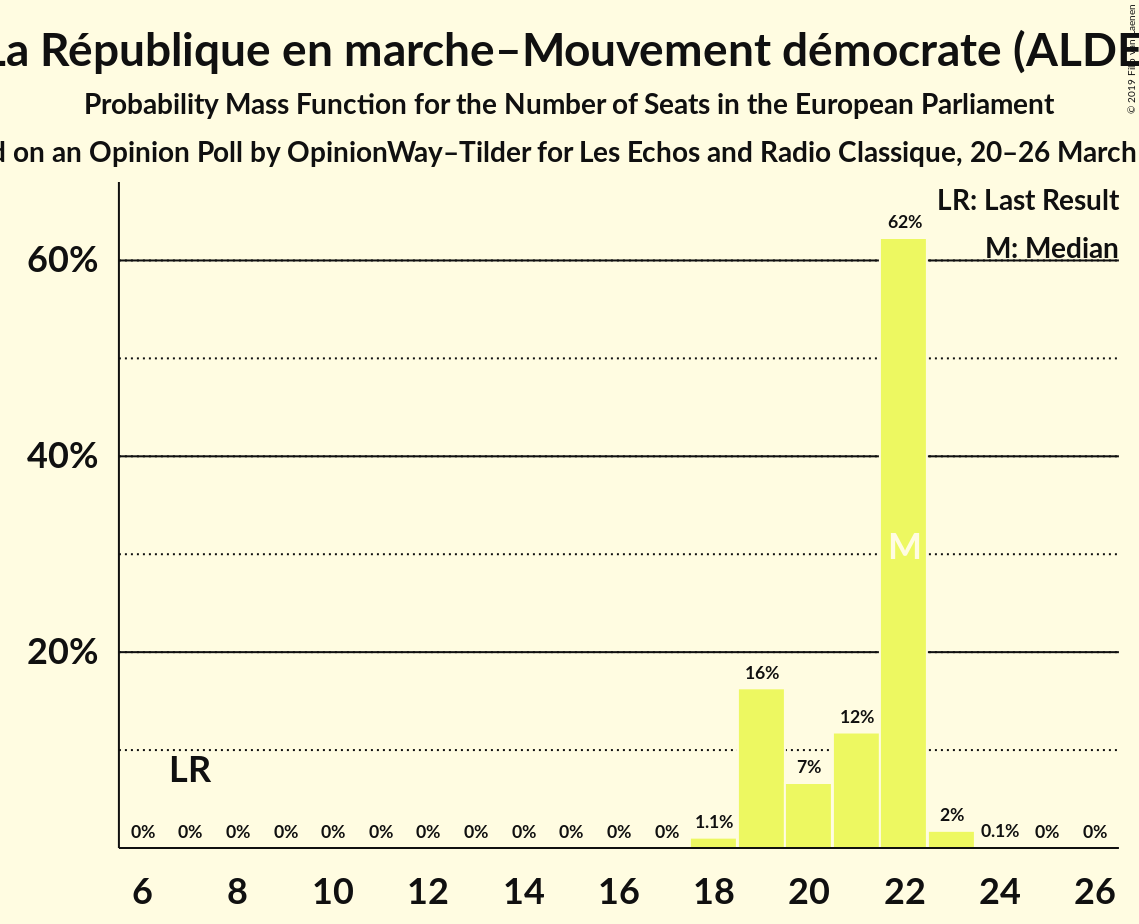 La République en marche–Mouvement démocrate (ALDE
Probability Mass Function for the Number of Seats in the European Parliament
on an Opinion Poll by OpinionWay–Tilder for Les Echos and Radio Classique, 20–26 March
© 2019
LR: Last Result
M: Median
62%
60%
40%
M
20%
16%
12%
7%
LR
0% 0% 0% 0% 0% 0% 0% 0% 0% 0% 0% 0% 1.1% 2% 0.1% 0% 0%
6 8 10 12 14 16 18 20 22 24 26